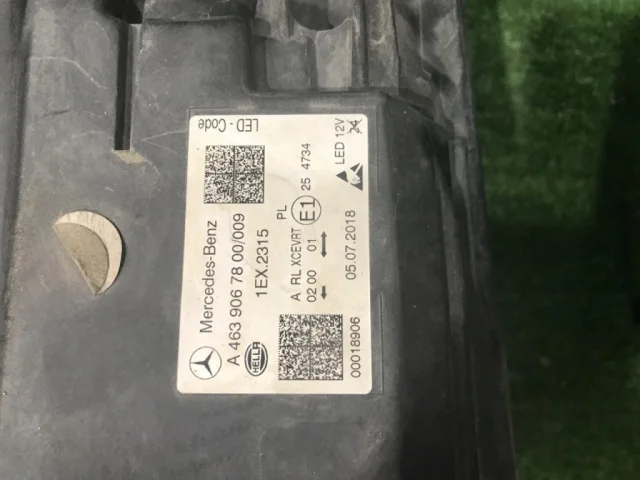 Mercedes-Benz
A 463 906 78 00/009
HELLA
1EX.2315
LED - Code
PL
A RL XCEVRT
02 00 01
E1
25 4734
LED 12V
24
05.07.2018
00018906